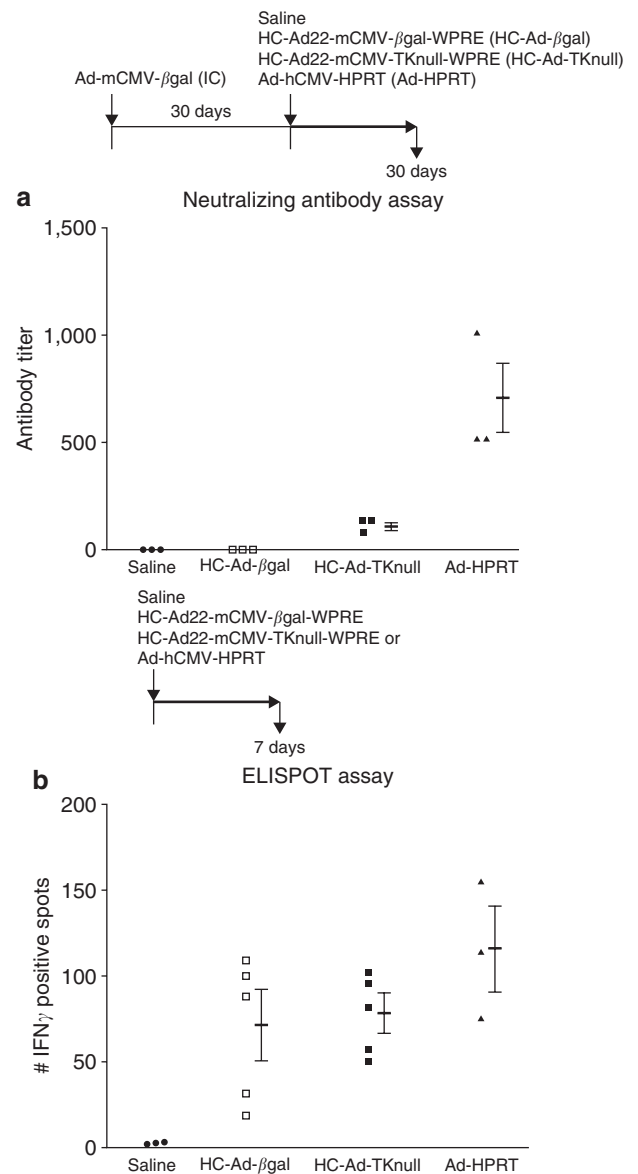 Saline
HC-Ad22-mCMV-βgal-WPRE (HC-Ad-βgal)
HC-Ad22-mCMV-TKnull-WPRE (HC-Ad-TKnull)
Ad-mCMV-βgal (IC)
Ad-hCMV-HPRT (Ad-HPRT)
30 days
30 days
a
Neutralizing antibody assay
1,500
1,000
500
0
Antibody titer
Saline
HC-Ad-βgal
HC-Ad-TKnull
Ad-HPRT
Saline
HC-Ad22-mCMV-βgal-WPRE
HC-Ad22-mCMV-TKnull-WPRE or
Ad-hCMV-HPRT
7 days
b
ELISPOT assay
200
150
100
50
0
# IFNγ positive spots
Saline
HC-Ad-βgal
HC-Ad-TKnull
Ad-HPRT